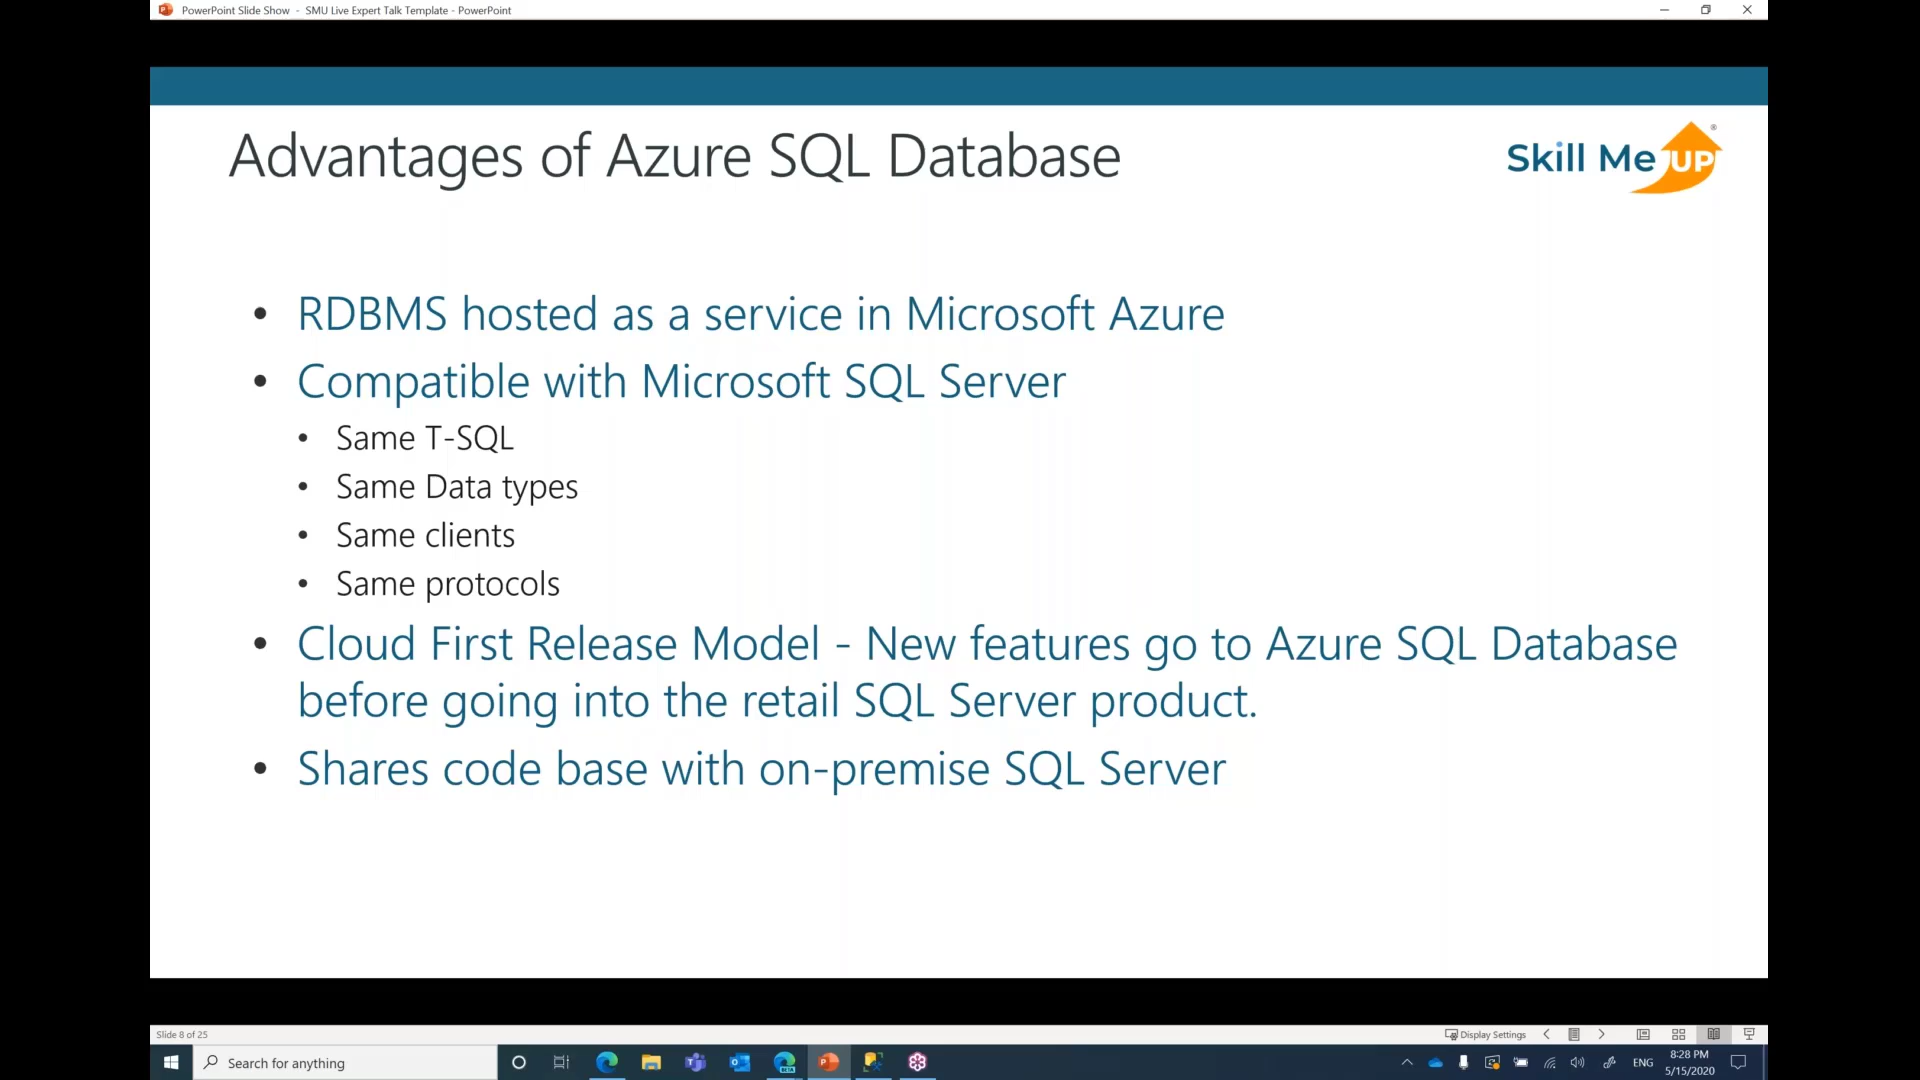 PowerPoint Slide Show - SMU Live Expert Talk Template - PowerPoint
Advantages of Azure SQL Database
Skill Me UP®
• RDBMS hosted as a service in Microsoft Azure
• Compatible with Microsoft SQL Server
• Same T-SQL
• Same Data types
• Same clients
• Same protocols
• Cloud First Release Model - New features go to Azure SQL Database
before going into the retail SQL Server product.
• Shares code base with on-premise SQL Server
Slide 8 of 25
Display Settings
Search for anything
BETA
ENG
8:28 PM
5/15/2020